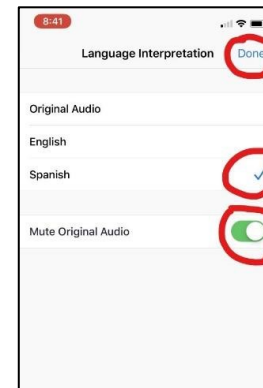 8:41
Language Interpretation Done
Original Audio
English
Spanish
Mute Original Audio